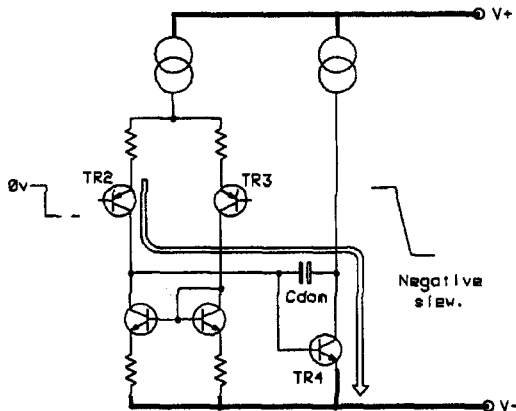 V+
TR2
TR3
0v
Cdom
Negative
slew.
TR4
V-